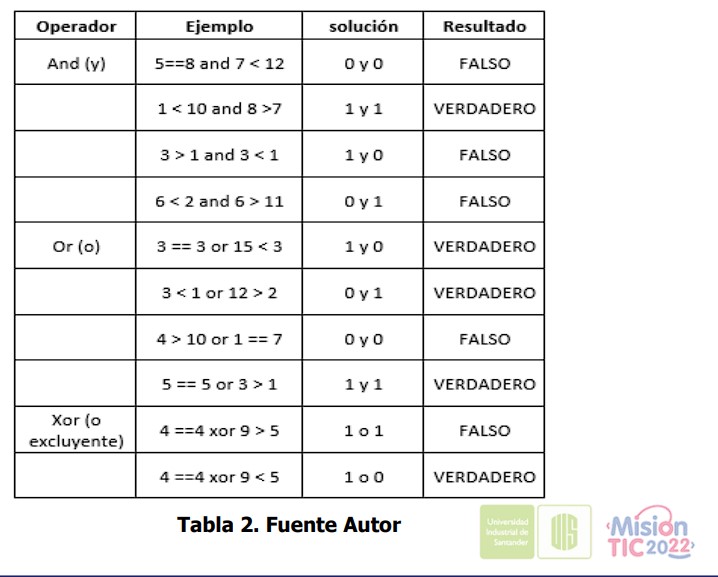 Operador Ejemplo solución Resultado
And (y) 5==8 and 7 < 12 0 y 0 FALSO
1 < 10 and 8 >7 1 y 1 VERDADERO
3 > 1 and 3 < 1 1 y 0 FALSO
6 < 2 and 6 > 11 0 y 1 FALSO
Or (o) 3 == 3 or 15 < 3 1 y 0 VERDADERO
3 < 1 or 12 > 2 0 y 1 VERDADERO
4 > 10 or 1 == 7 0 y 0 FALSO
5 == 5 or 3 > 1 1 y 1 VERDADERO
Xor (o
excluyente) 4 ==4 xor 9 > 5 1 o 1 FALSO
4 ==4 xor 9 < 5 1 o 0 VERDADERO
Tabla 2. Fuente Autor
Universidad
Industrial de
Santander
UIS
Misión
TIC 2022